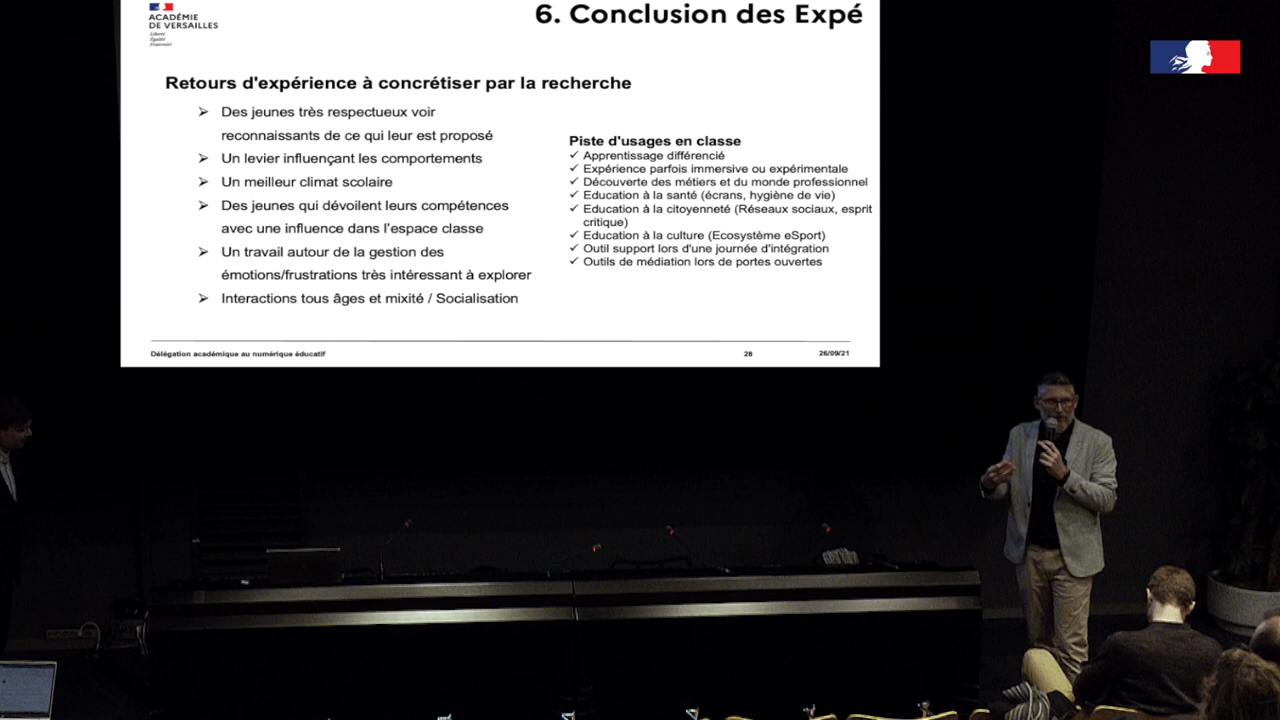 ACADÉMIE
DE VERSAILLES
Liberté
Égalité
Fraternité
6. Conclusion des Expé
Retours d'expérience à concrétiser par la recherche
➢ Des jeunes très respectueux voir
reconnaissants de ce qui leur est proposé
➢ Un levier influençant les comportements
➢ Un meilleur climat scolaire
➢ Des jeunes qui dévoilent leurs compétences
avec une influence dans l'espace classe
➢ Un travail autour de la gestion des
émotions/frustrations très intéressant à explorer
➢ Interactions tous âges et mixité / Socialisation
Piste d'usages en classe
✓ Apprentissage différencié
✓ Expérience parfois immersive ou expérimentale
✓ Découverte des métiers et du monde professionnel
✓ Education à la santé (écrans, hygiène de vie)
✓ Education à la citoyenneté (Réseaux sociaux, esprit
critique)
✓ Education à la culture (Ecosystème eSport)
✓ Outil support lors d'une journée d'intégration
✓ Outils de médiation lors de portes ouvertes
Délégation académique au numérique éducatif
28
26/09/21